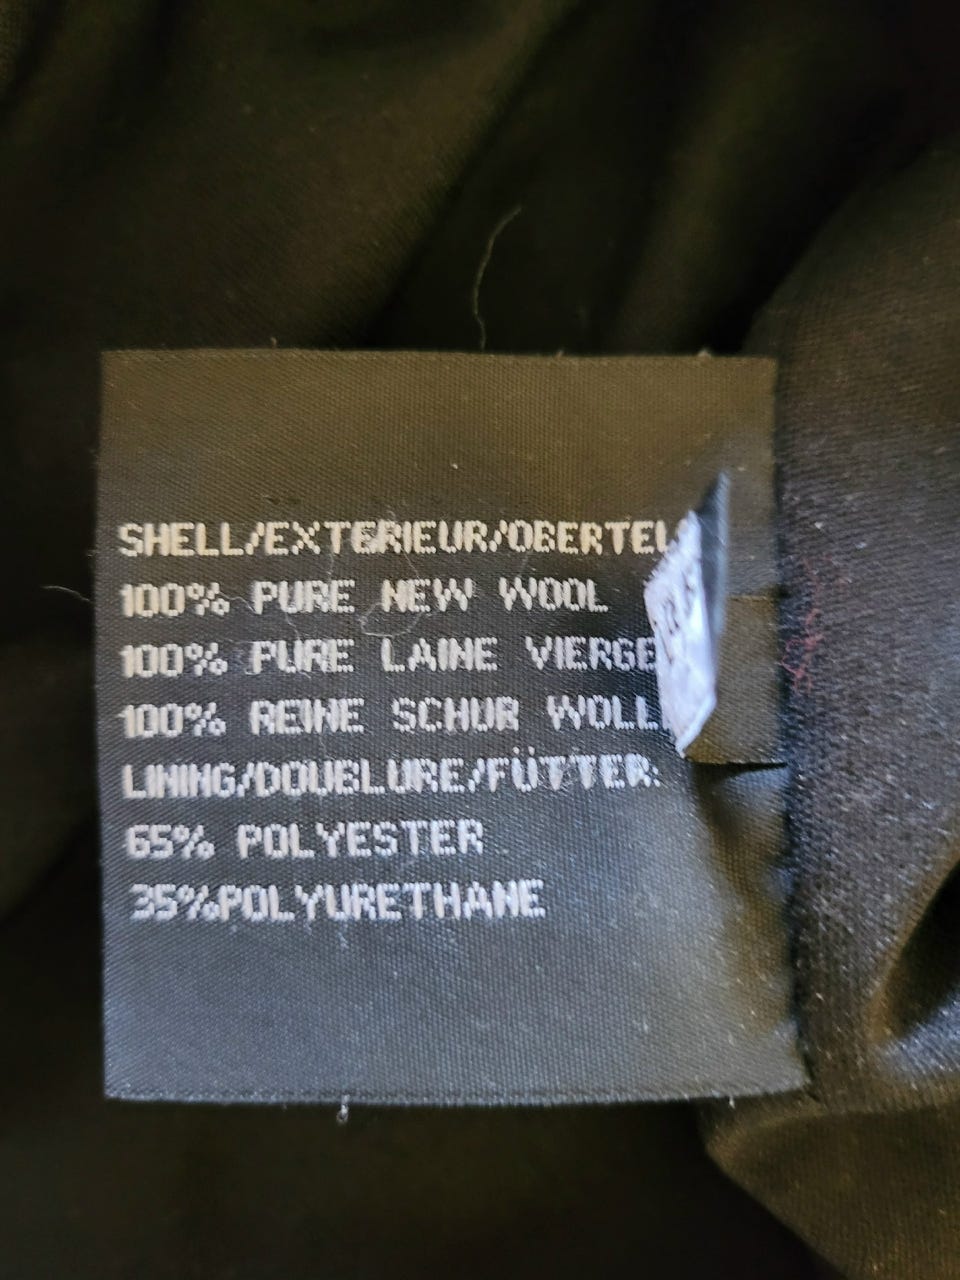 SHELL/EXTERIEUR/OBERTEI
100% PURE NEW WOOL
100% PURE LAINE VIERGE
100% REINE SCHUR WOLL
LINING/DOUBLURE/FÜTTER:
65% POLYESTER
35%POLYURETHANE